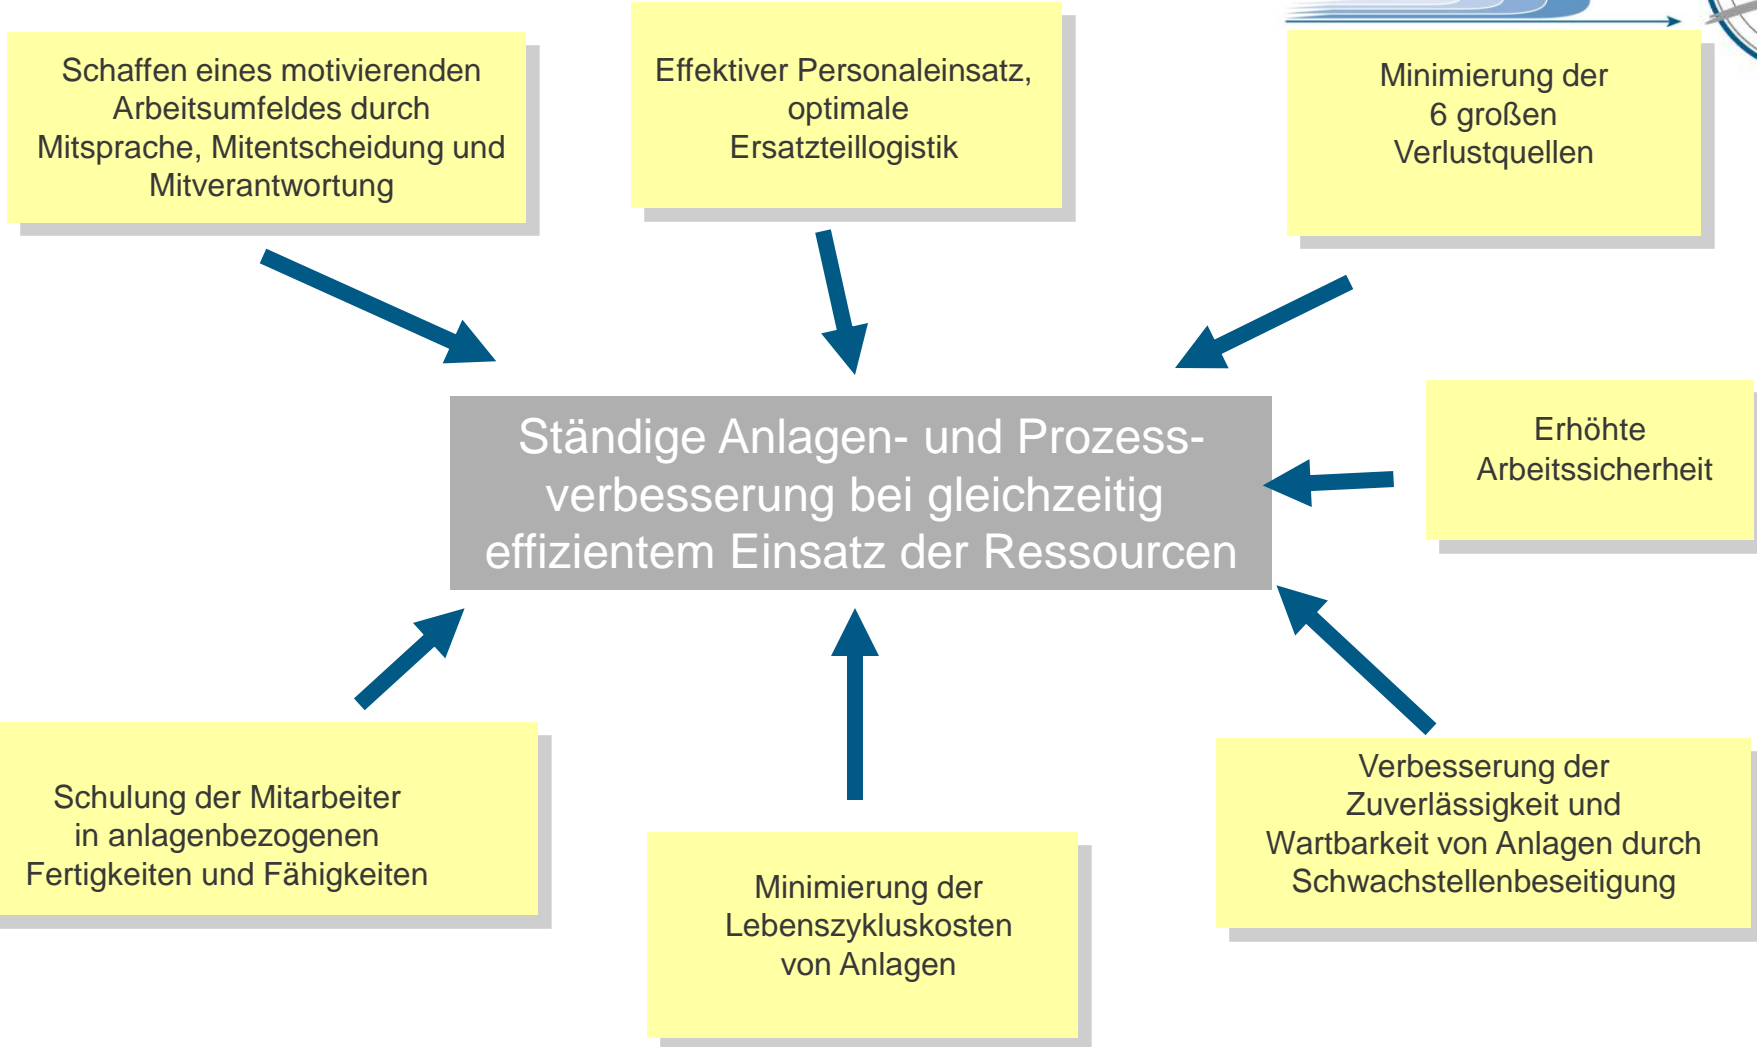 Schaffen eines motivierenden
Arbeitsumfeldes durch
Mitsprache, Mitentscheidung und
Mitverantwortung
Effektiver Personaleinsatz,
optimale
Ersatzteillogistik
Minimierung der
6 großen
Verlustquellen
Erhöhte
Arbeitssicherheit
Ständige Anlagen- und Prozess-
verbesserung bei gleichzeitig
effizientem Einsatz der Ressourcen
Schulung der Mitarbeiter
in anlagenbezogenen
Fertigkeiten und Fähigkeiten
Minimierung der
Lebenszykluskosten
von Anlagen
Verbesserung der
Zuverlässigkeit und
Wartbarkeit von Anlagen durch
Schwachstellenbeseitigung